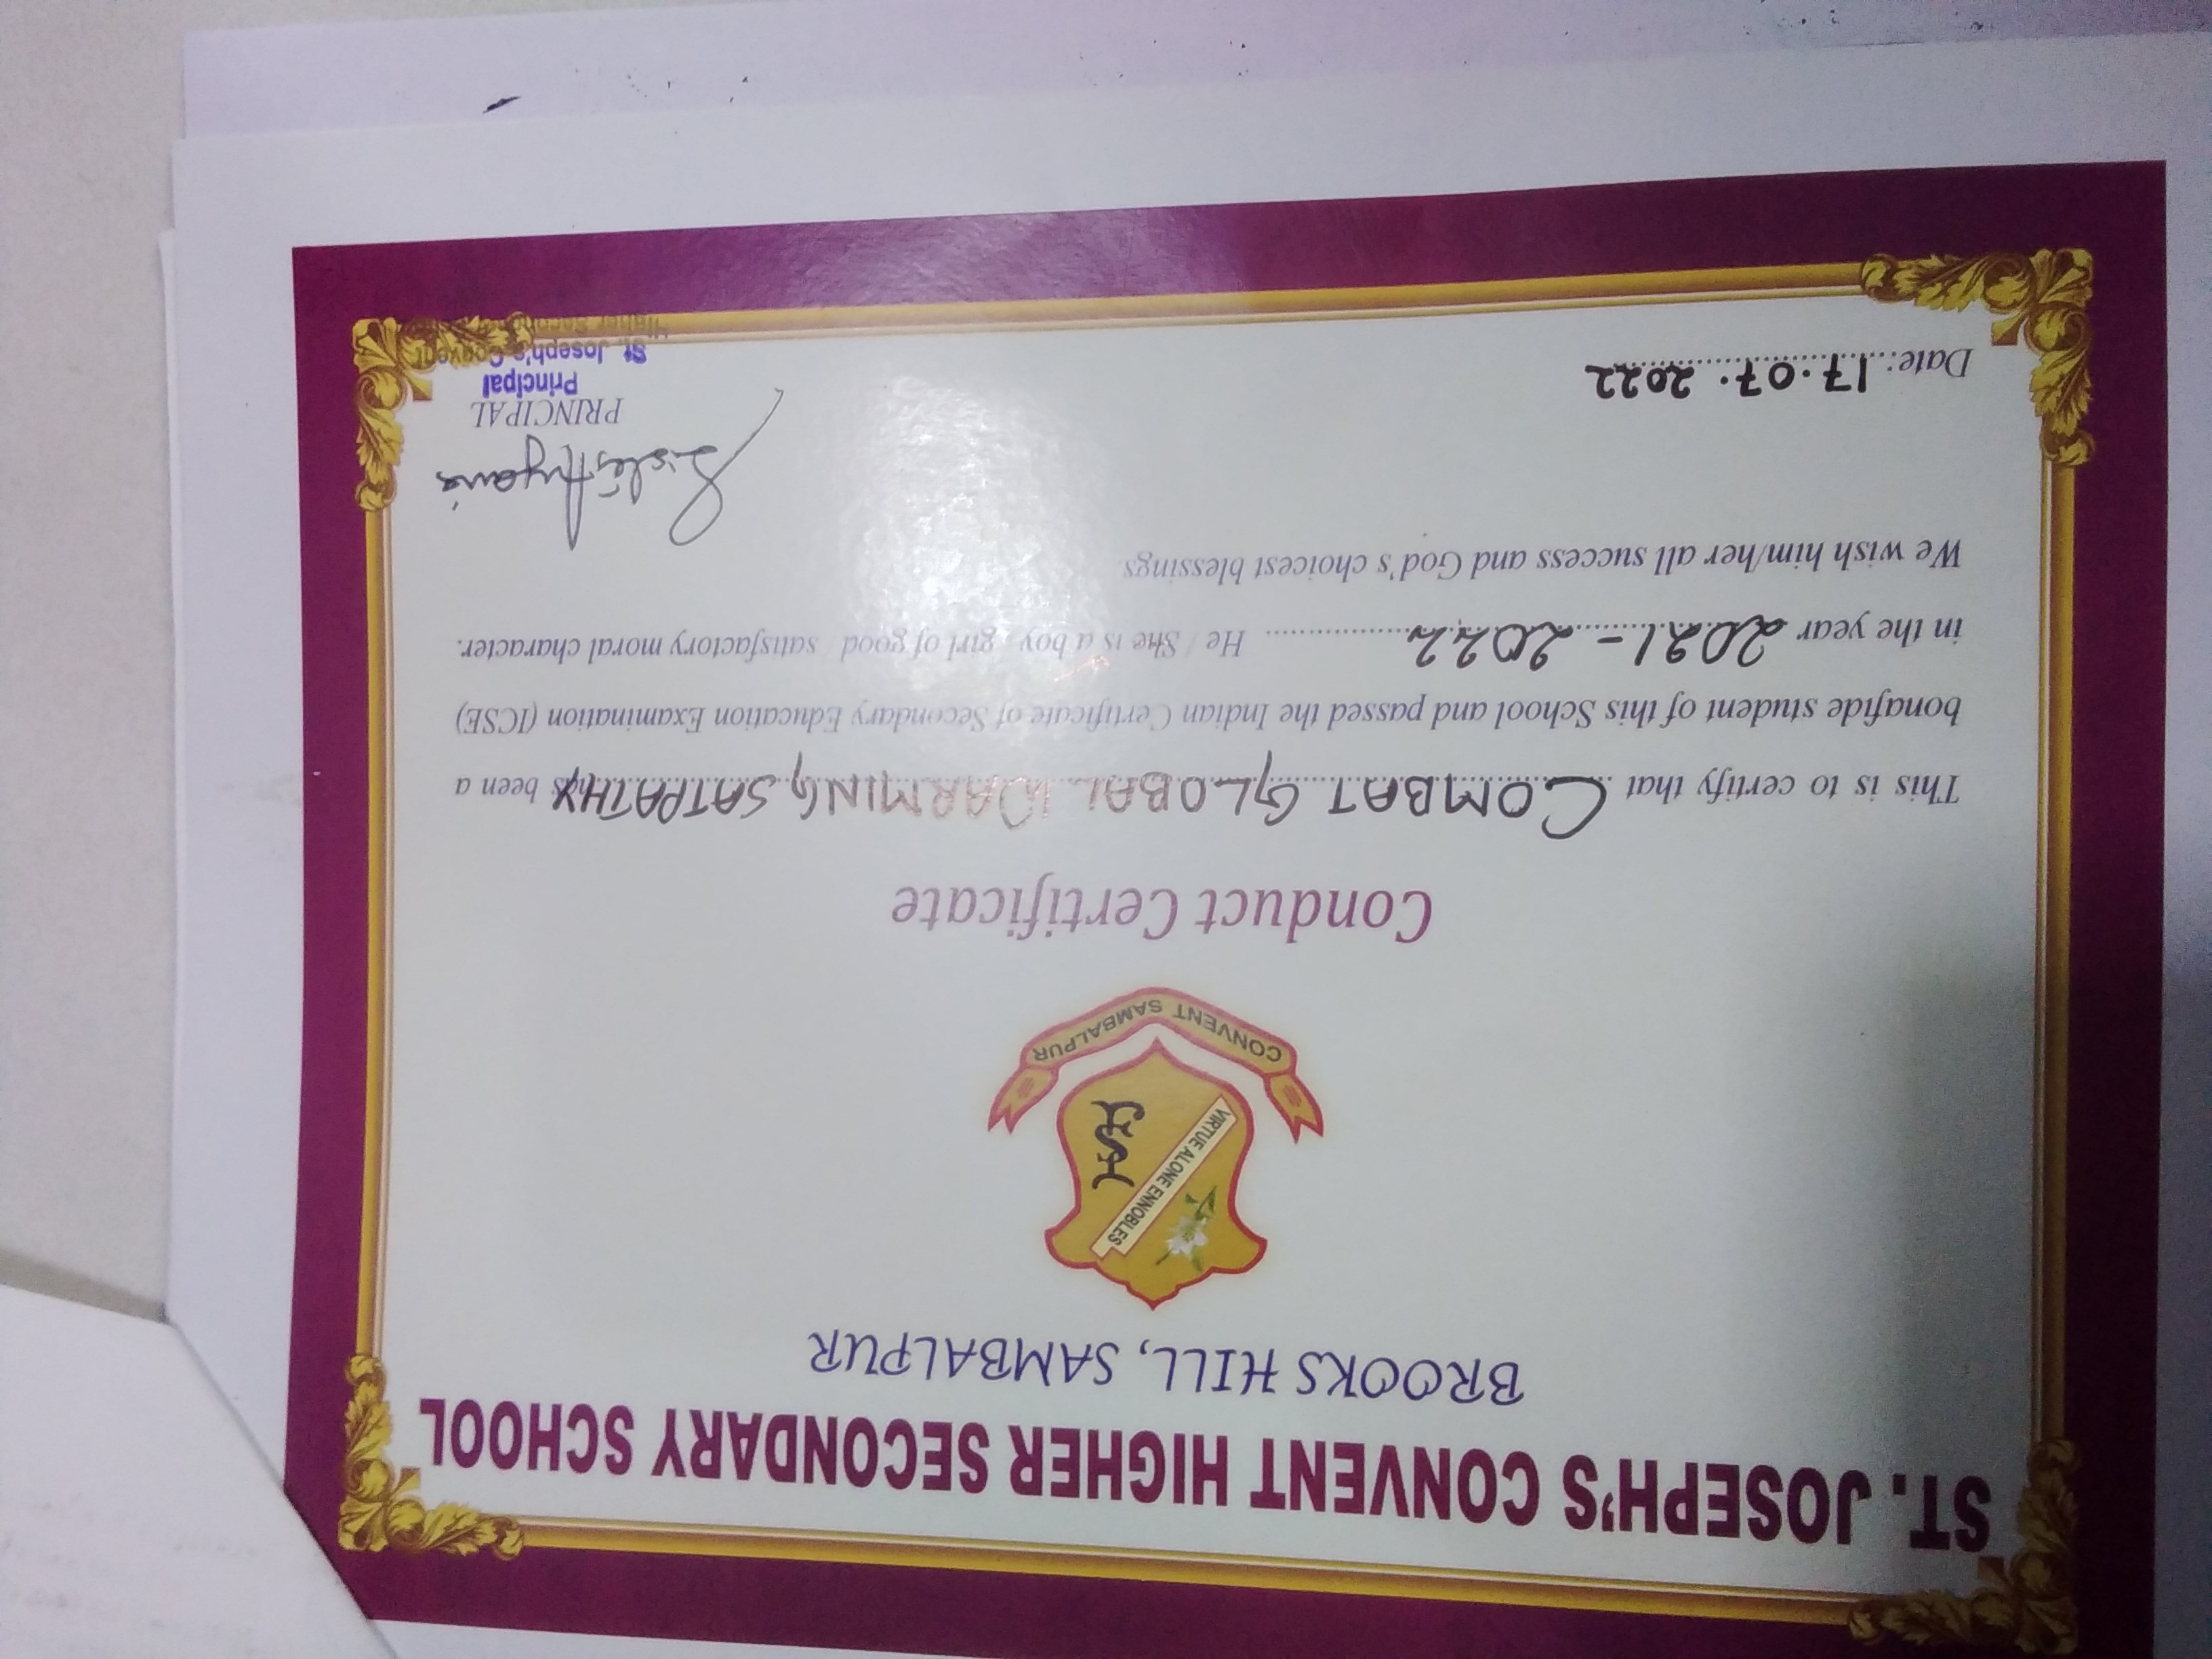 ST. JOSEPH'S CONVENT HIGHER SECONDARY SCHOOL
BROOKS HILL, SAMBALPUR
VIRTUE ALONE ENNOBLES
JSH
CONVENT SAMBALPUR
Conduct Certificate
This is to certify that COMBAT GLOBAL WARMING SATPATHY has been a
bonafide student of this School and passed the Indian Certificate of Secondary Education Examination (ICSE)
in the year 2021-2022 He / She is a boy / girl of good / satisfactory moral character.
We wish him/her all success and God's choicest blessings.
PRINCIPAL
Date: 17.07.2022
Principal
St. Joseph's Convent